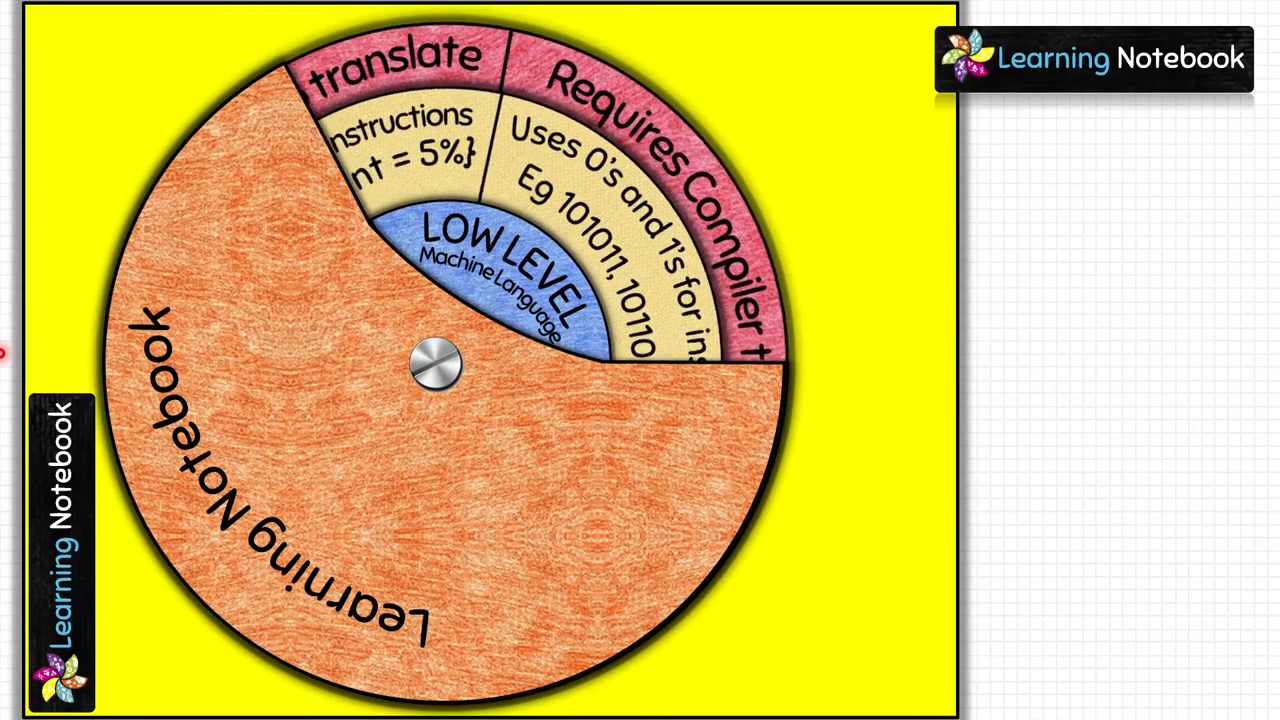 translate
Requires Compiler t
nstructions
nt = 5%}
Uses 0's and 1's for ins
Eg 101011, 10110
LOW LEVEL
Machine Language
Learning Notebook
Learning Notebook
Learning Notebook